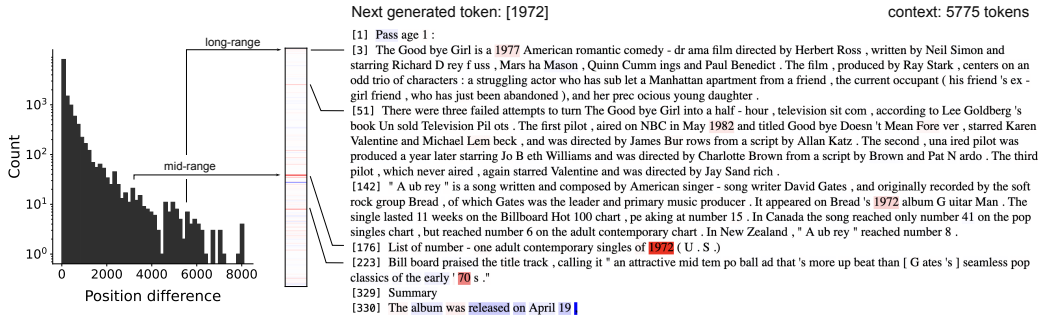 Next generated token: [1972]
context: 5775 tokens
long-range
mid-range
Count
10³
10²
10¹
10⁰
0 2000 4000 6000 8000
Position difference
[1] Pass age 1 :
[3] The Good bye Girl is a 1977 American romantic comedy - dr ama film directed by Herbert Ross , written by Neil Simon and
starring Richard D rey f uss , Mars ha Mason , Quinn Cumm ings and Paul Benedict . The film , produced by Ray Stark , centers on an
odd trio of characters : a struggling actor who has sub let a Manhattan apartment from a friend , the current occupant ( his friend 's ex -
girl friend , who has just been abandoned ), and her prec ocious young daughter .
[51] There were three failed attempts to turn The Good bye Girl into a half - hour , television sit com , according to Lee Goldberg 's
book Un sold Television Pil ots . The first pilot , aired on NBC in May 1982 and titled Good bye Doesn 't Mean Fore ver , starred Karen
Valentine and Michael Lem beck , and was directed by James Bur rows from a script by Allan Katz . The second , una ired pilot was
produced a year later starring Jo B eth Williams and was directed by Charlotte Brown from a script by Brown and Pat N ardo . The third
pilot , which never aired , again starred Valentine and was directed by Jay Sand rich .
[142] " A ub rey " is a song written and composed by American singer - song writer David Gates , and originally recorded by the soft
rock group Bread , of which Gates was the leader and primary music producer . It appeared on Bread 's 1972 album G uitar Man . The
single lasted 11 weeks on the Billboard Hot 100 chart , pe aking at number 15 . In Canada the song reached only number 41 on the pop
singles chart , but reached number 6 on the adult contemporary chart . In New Zealand , " A ub rey " reached number 8 .
[176] List of number - one adult contemporary singles of 1972 ( U . S .)
[223] Bill board praised the title track , calling it " an attractive mid tem po ball ad that 's more up beat than [ G ates 's ] seamless pop
classics of the early ' 70 s ."
[329] Summary
[330] The album was released on April 19